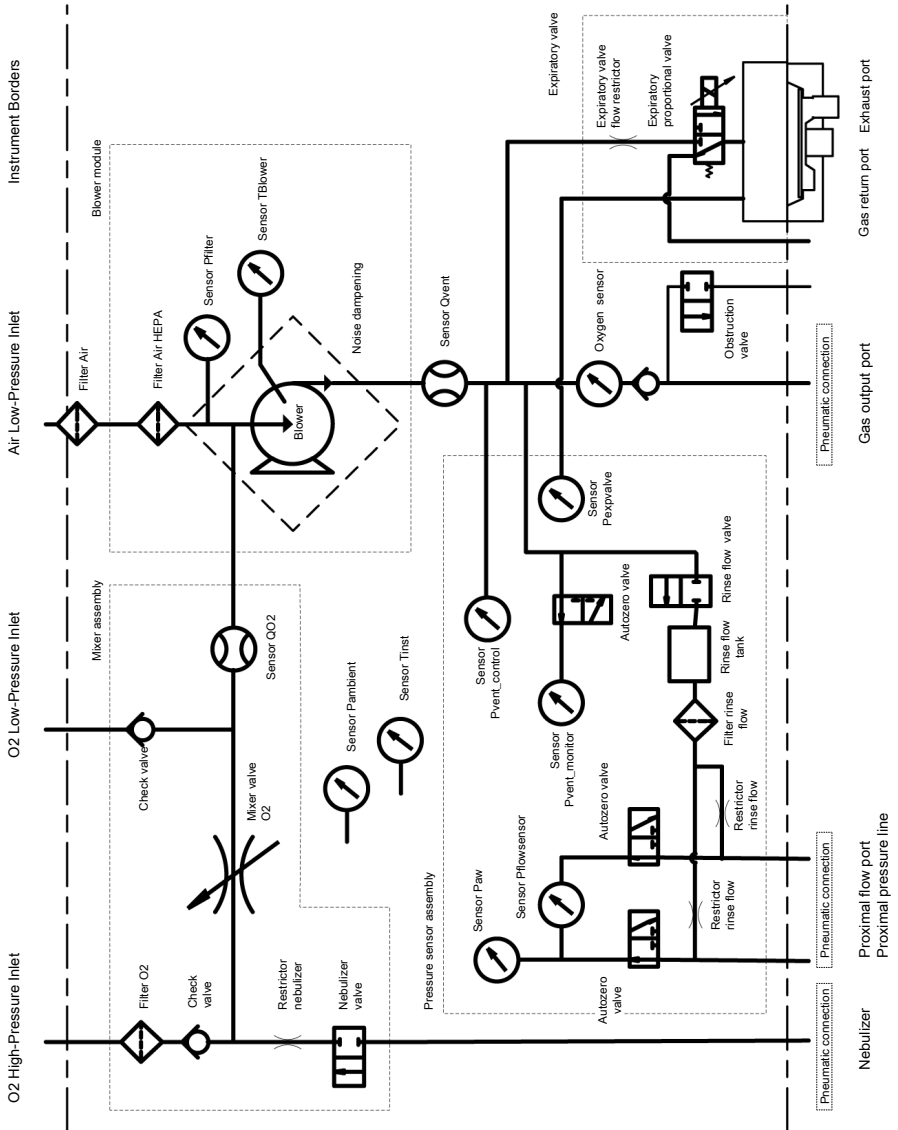 Instrument Borders
Air Low-Pressure Inlet
O2 Low-Pressure Inlet
O2 High-Pressure Inlet
Filter Air
Blower module
Filter Air HEPA
Sensor Pfilter
Sensor TBlower
Blower
Noise dampening
Mixer assembly
Check valve
Sensor QO2
Mixer valve
O2
Filter O2
Check
valve
Restrictor
nebulizer
Nebulizer
valve
Sensor Pambient
Sensor Tinst
Sensor Qvent
Pressure sensor assembly
Sensor
Pvent_control
Sensor
Pvent_monitor
Autozero valve
Sensor
Pexpvalve
Sensor Paw
Sensor Pflowsensor
Autozero valve
Autozero
valve
Rinse flow valve
Rinse flow
tank
Filter rinse
flow
Restrictor
rinse flow
Restrictor
rinse flow
Oxygen sensor
Obstruction
valve
Expiratory valve
Expiratory valve
flow restrictor
Expiratory
proportional valve
Pneumatic connection
Pneumatic connection
Pneumatic connection
Pneumatic connection
Exhaust port
Gas return port
Gas output port
Proximal flow port
Proximal pressure line
Nebulizer